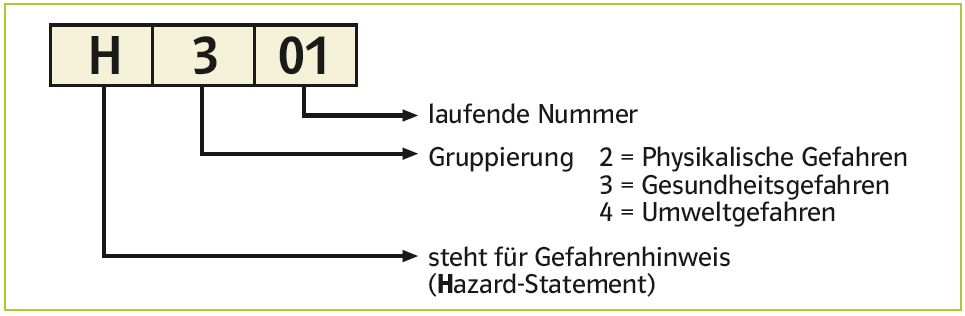 H 3 01
laufende Nummer
Gruppierung 2 = Physikalische Gefahren
3 = Gesundheitsgefahren
4 = Umweltgefahren
steht für Gefahrenhinweis
(Hazard-Statement)